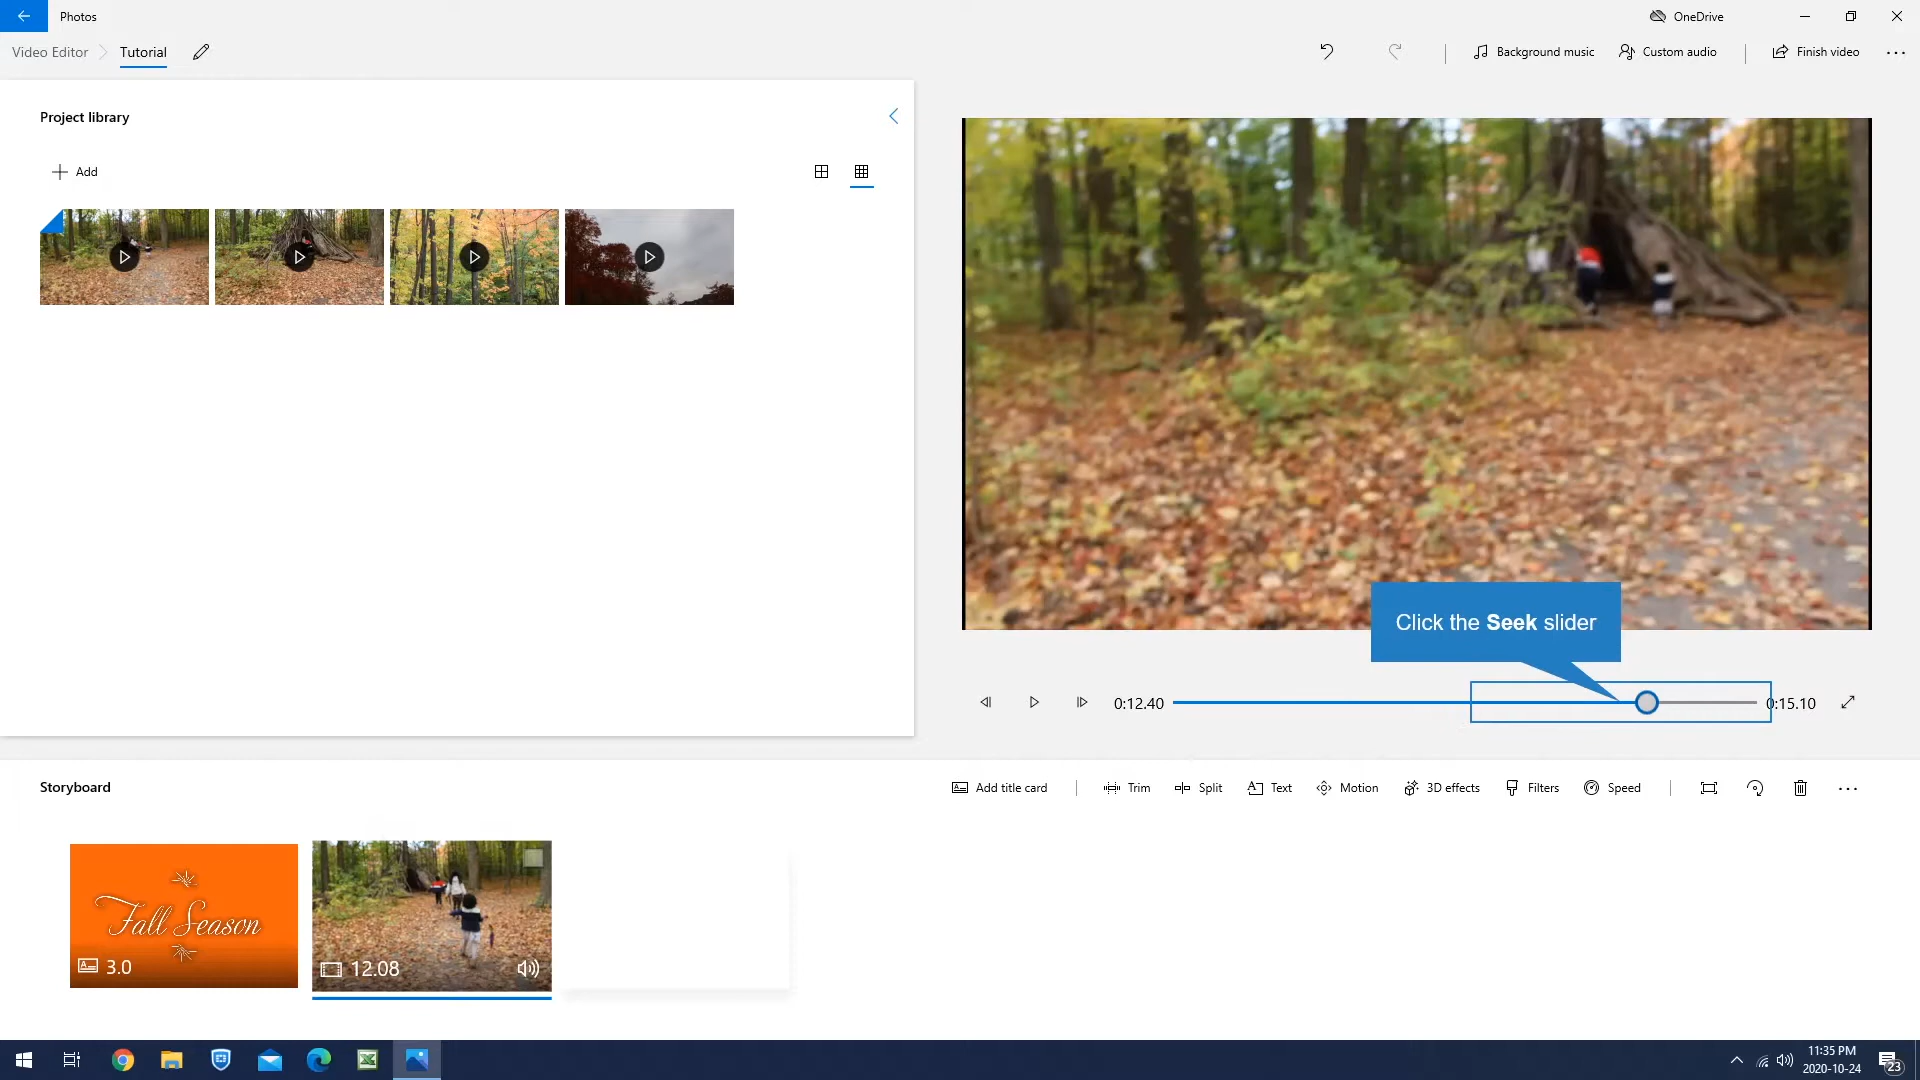 Photos
OneDrive
Video Editor
Tutorial
Background music
Custom audio
Finish video
Project library
Add
Click the Seek slider
0:12.40
0:15.10
Storyboard
Add title card
Trim
Split
Text
Motion
3D effects
Filters
Speed
Fall Season
3.0
12.08
11:35 PM
2020-10-24
23